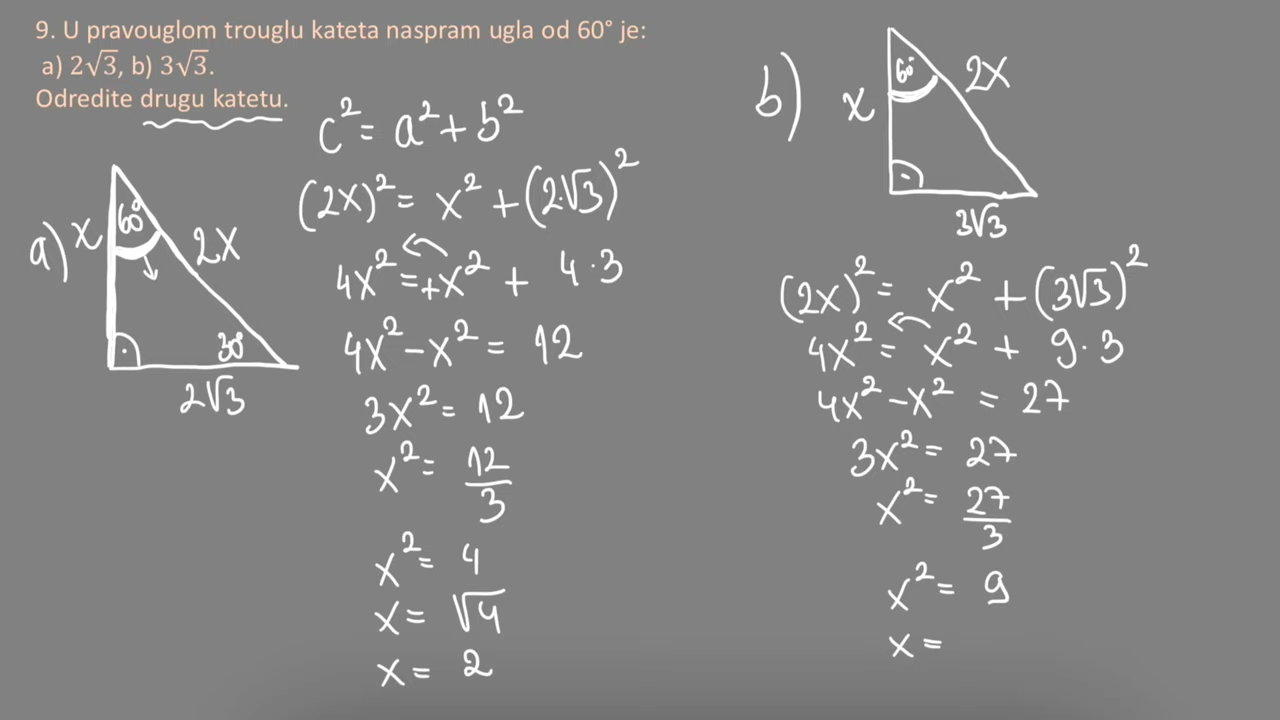 9. U pravouglom trouglu kateta naspram ugla od 60° je:
a) 2√3, b) 3√3.
Odredite drugu katetu.
a)
x
60°
2x
30°
2√3
c² = a² + b²
(2x)² = x² + (2·√3)²
4x² = +x² + 4·3
4x² - x² = 12
3x² = 12
x² = 12/3
x² = 4
x = √4
x = 2
b)
x
60°
2x
3√3
(2x)² = x² + (3√3)²
4x² = x² + 9·3
4x² - x² = 27
3x² = 27
x² = 27/3
x² = 9
x =